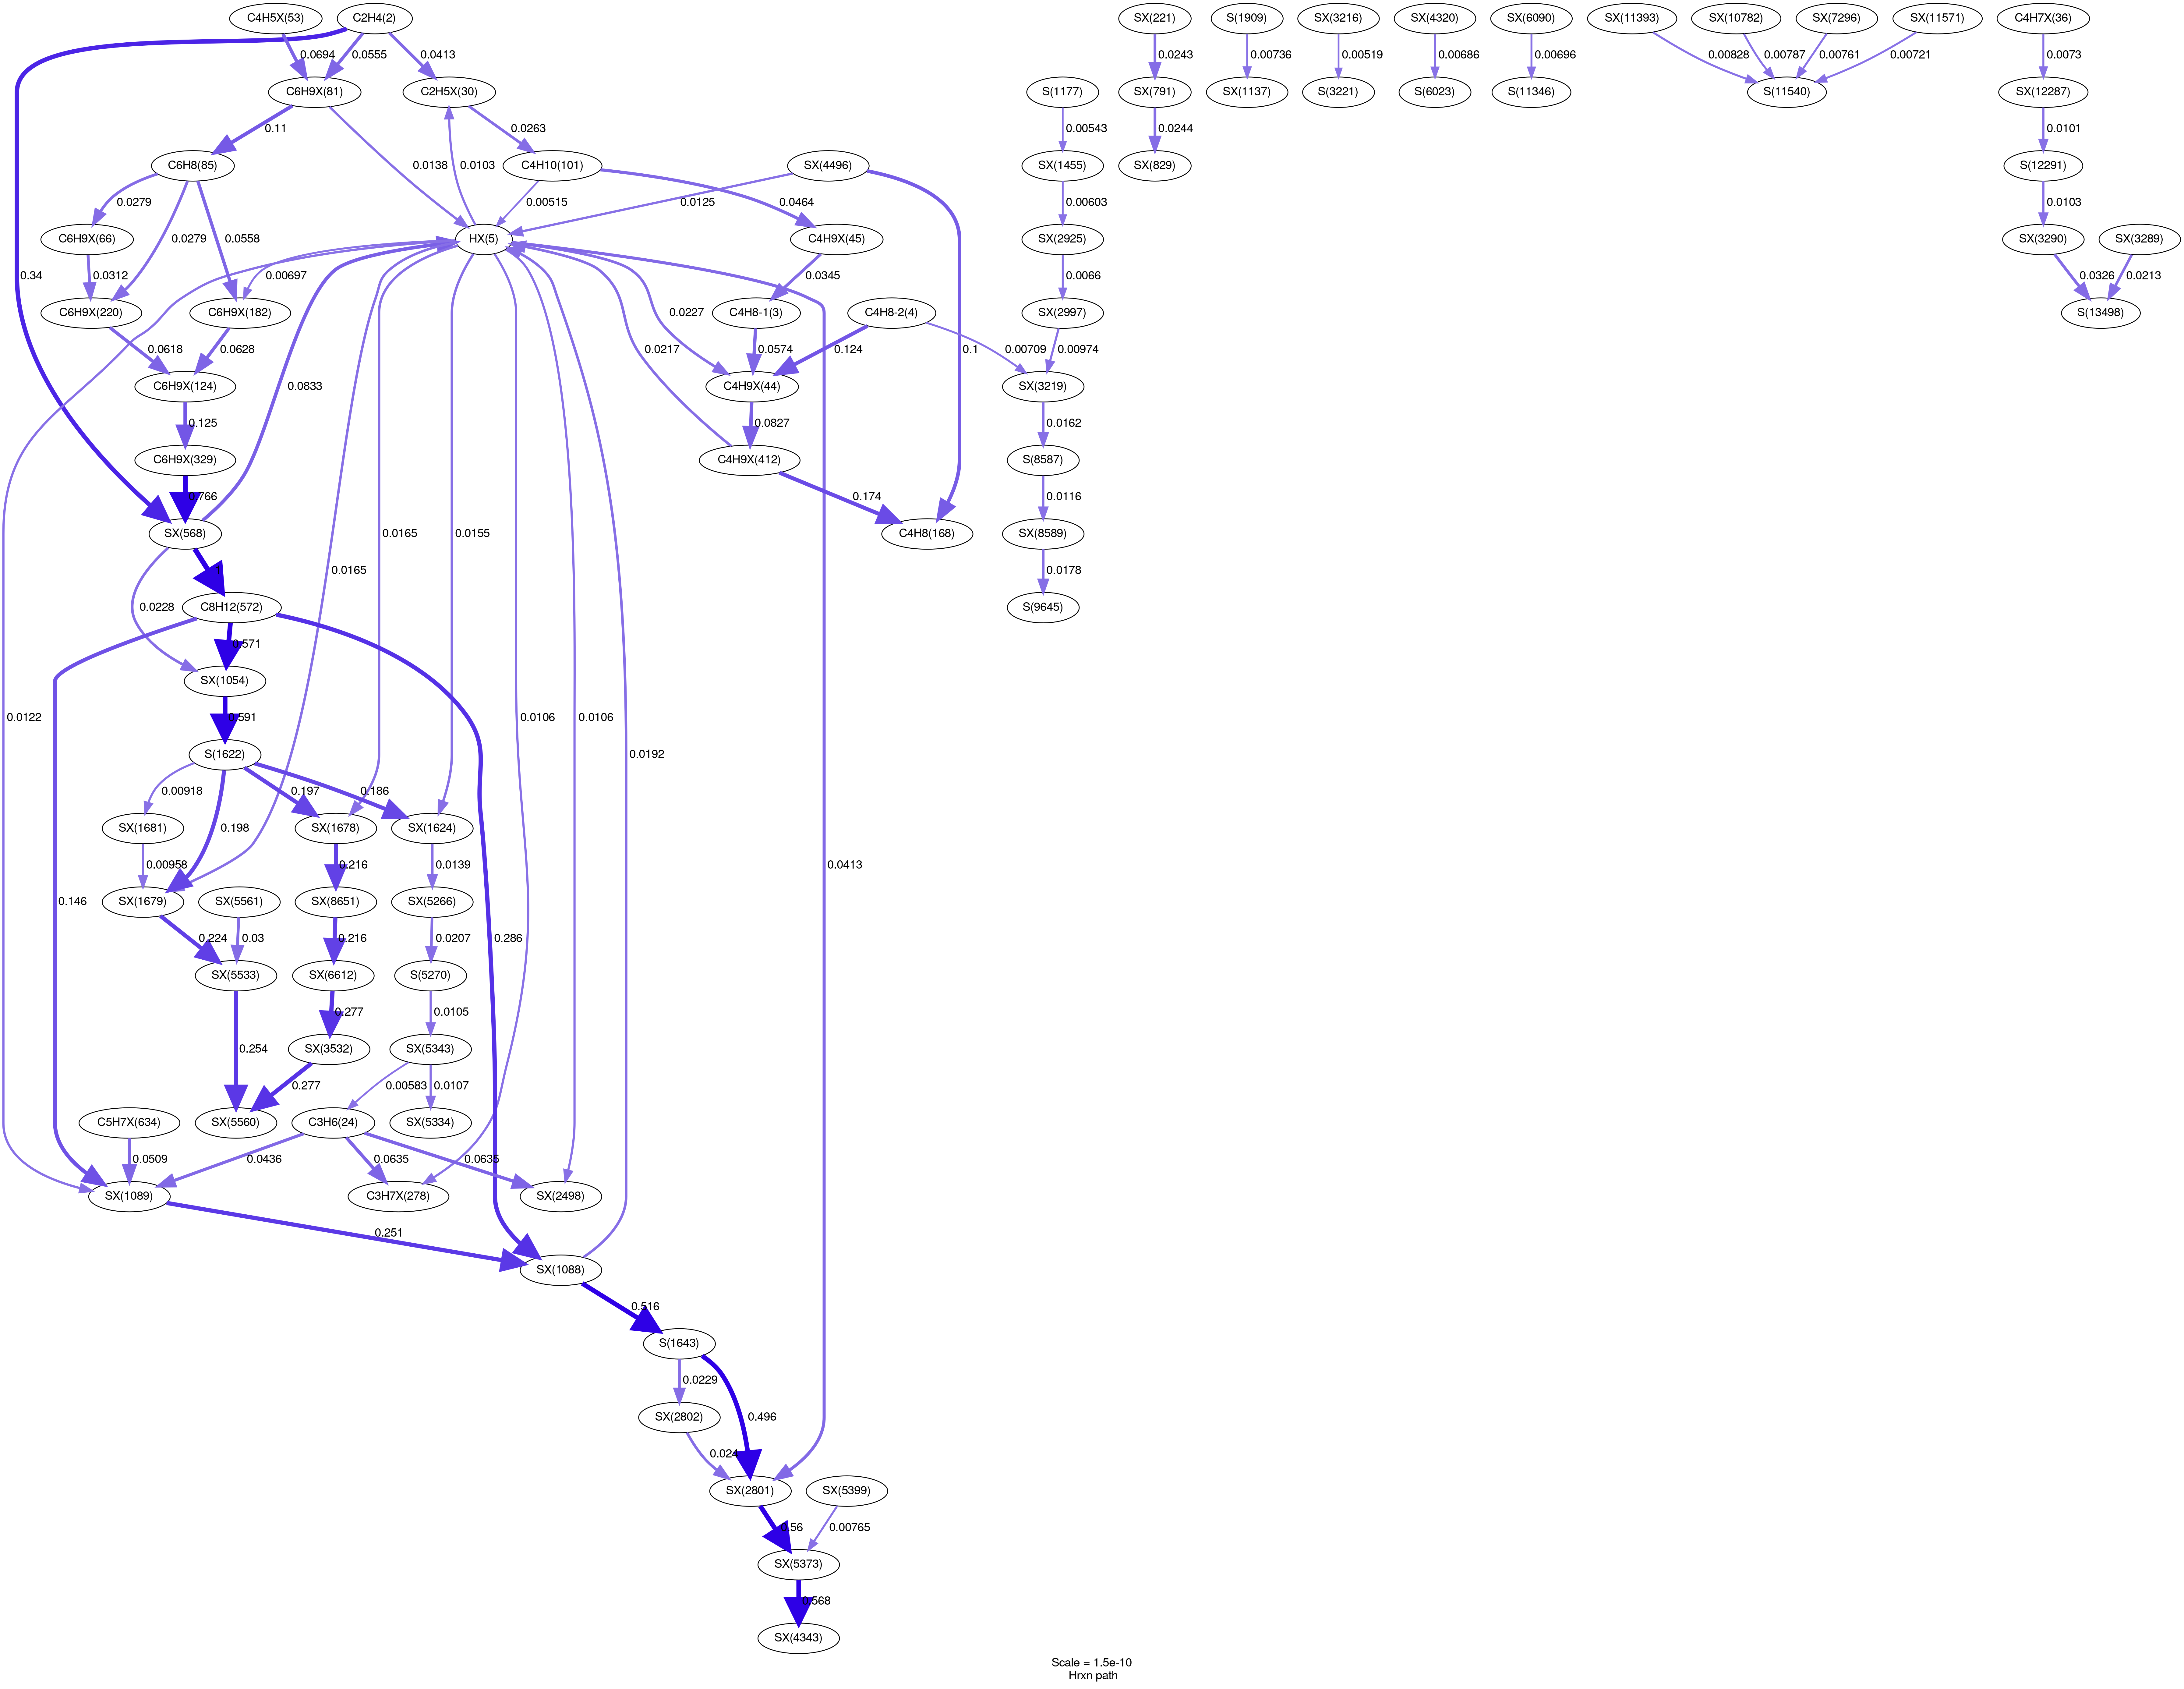 C4H5X(53)
C2H4(2)
SX(221)
S(1909)
SX(3216)
SX(4320)
SX(6090)
SX(11393)
SX(10782)
SX(7296)
SX(11571)
C4H7X(36)
0.0694
0.0555
0.0413
0.0243
0.00736
0.00519
0.00686
0.00696
0.00828
0.00787
0.00761
0.00721
0.0073
C6H9X(81)
C2H5X(30)
S(1177)
SX(791)
SX(1137)
S(3221)
S(6023)
S(11346)
S(11540)
SX(12287)
0.11
0.0263
0.00543
0.0244
0.0101
C6H8(85)
0.0138
0.0103
C4H10(101)
SX(4496)
SX(1455)
SX(829)
S(12291)
0.0279
0.0279
0.0558
0.00515
0.0125
0.0464
0.00603
0.0103
C6H9X(66)
HX(5)
C4H9X(45)
SX(2925)
SX(3290)
SX(3289)
0.34
0.0312
0.00697
0.0345
0.0066
0.0326
0.0213
C6H9X(220)
C6H9X(182)
C4H8-1(3)
C4H8-2(4)
SX(2997)
S(13498)
0.0618
0.0628
0.0227
0.0217
0.0574
0.124
0.1
0.00709
0.00974
C6H9X(124)
0.0833
C4H9X(44)
SX(3219)
0.125
0.0827
0.0162
C6H9X(329)
C4H9X(412)
S(8587)
0.766
0.174
0.0116
SX(568)
0.0165
0.0155
C4H8(168)
SX(8589)
1
0.0165
0.0178
0.0228
C8H12(572)
S(9645)
0.571
SX(1054)
0.0122
0.591
0.0106
0.0106
0.0192
S(1622)
0.00918
0.197
0.186
SX(1681)
0.198
SX(1678)
SX(1624)
0.00958
0.216
0.0139
0.0413
0.146
SX(1679)
SX(5561)
SX(8651)
SX(5266)
0.224
0.03
0.216
0.0207
0.286
SX(5533)
SX(6612)
S(5270)
0.277
0.0105
0.254
SX(3532)
SX(5343)
0.277
0.00583
0.0107
C5H7X(634)
SX(5560)
C3H6(24)
SX(5334)
0.0509
0.0436
0.0635
0.0635
SX(1089)
C3H7X(278)
SX(2498)
0.251
SX(1088)
0.516
S(1643)
0.0229
0.496
SX(2802)
0.024
SX(2801)
SX(5399)
0.56
0.00765
SX(5373)
0.568
SX(4343)
Scale = 1.5e-10
Hrxn path